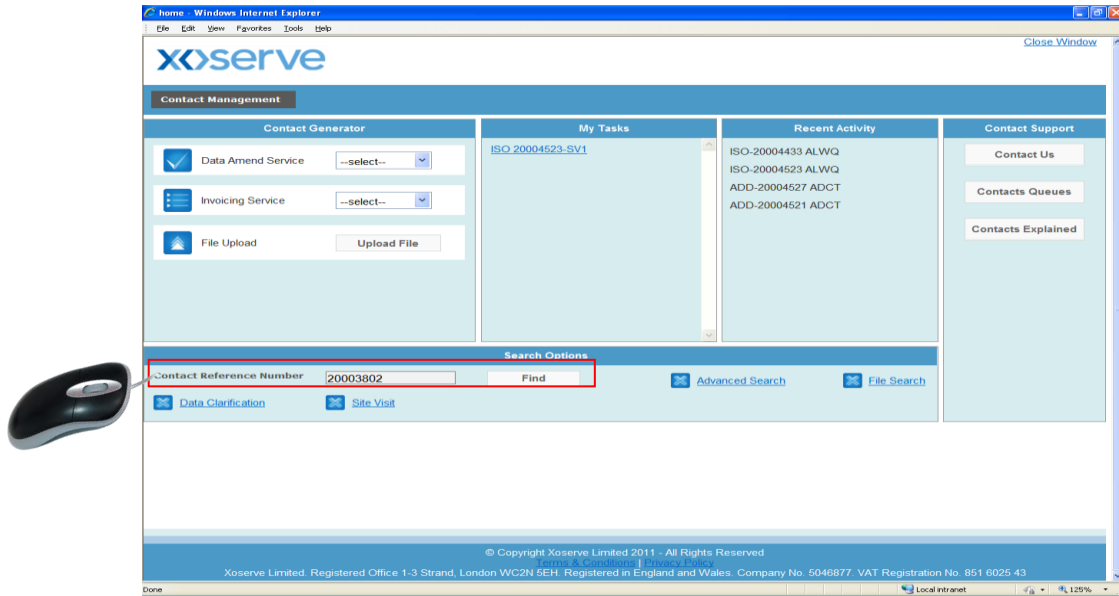 home - Windows Internet Explorer
File Edit View Favorites Tools Help
xoserve
Close Window
Contact Management
Contact Generator
Data Amend Service --select--
Invoicing Service --select--
File Upload Upload File
My Tasks
ISO 20004523-SV1
Recent Activity
ISO-20004433 ALWQ
ISO-20004523 ALWQ
ADD-20004527 ADCT
ADD-20004521 ADCT
Contact Support
Contact Us
Contacts Queues
Contacts Explained
Search Options
Contact Reference Number 20003802 Find Advanced Search File Search
Data Clarification Site Visit
© Copyright Xoserve Limited 2011 - All Rights Reserved
Terms & Conditions | Privacy Policy
Xoserve Limited. Registered Office 1-3 Strand, London WC2N 5EH. Registered in England and Wales. Company No. 5046877. VAT Registration No. 851 6025 43
Done Local intranet 125%